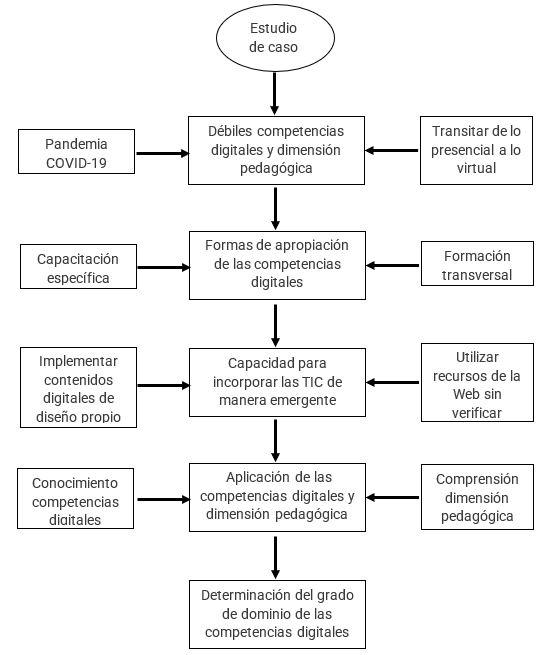 Estudio
de caso
Pandemia
COVID-19
Débiles competencias
digitales y dimensión
pedagógica
Transitar de lo
presencial a lo
virtual
Capacitación
específica
Formas de apropiación
de las competencias
digitales
Formación
transversal
Implementar
contenidos
digitales de
diseño propio
Capacidad para
incorporar las TIC de
manera emergente
Utilizar
recursos de la
Web sin
verificar
Conocimiento
competencias
digitales
Aplicación de las
competencias digitales y
dimensión pedagógica
Comprensión
dimensión
pedagógica
Determinación del grado
de dominio de las
competencias digitales